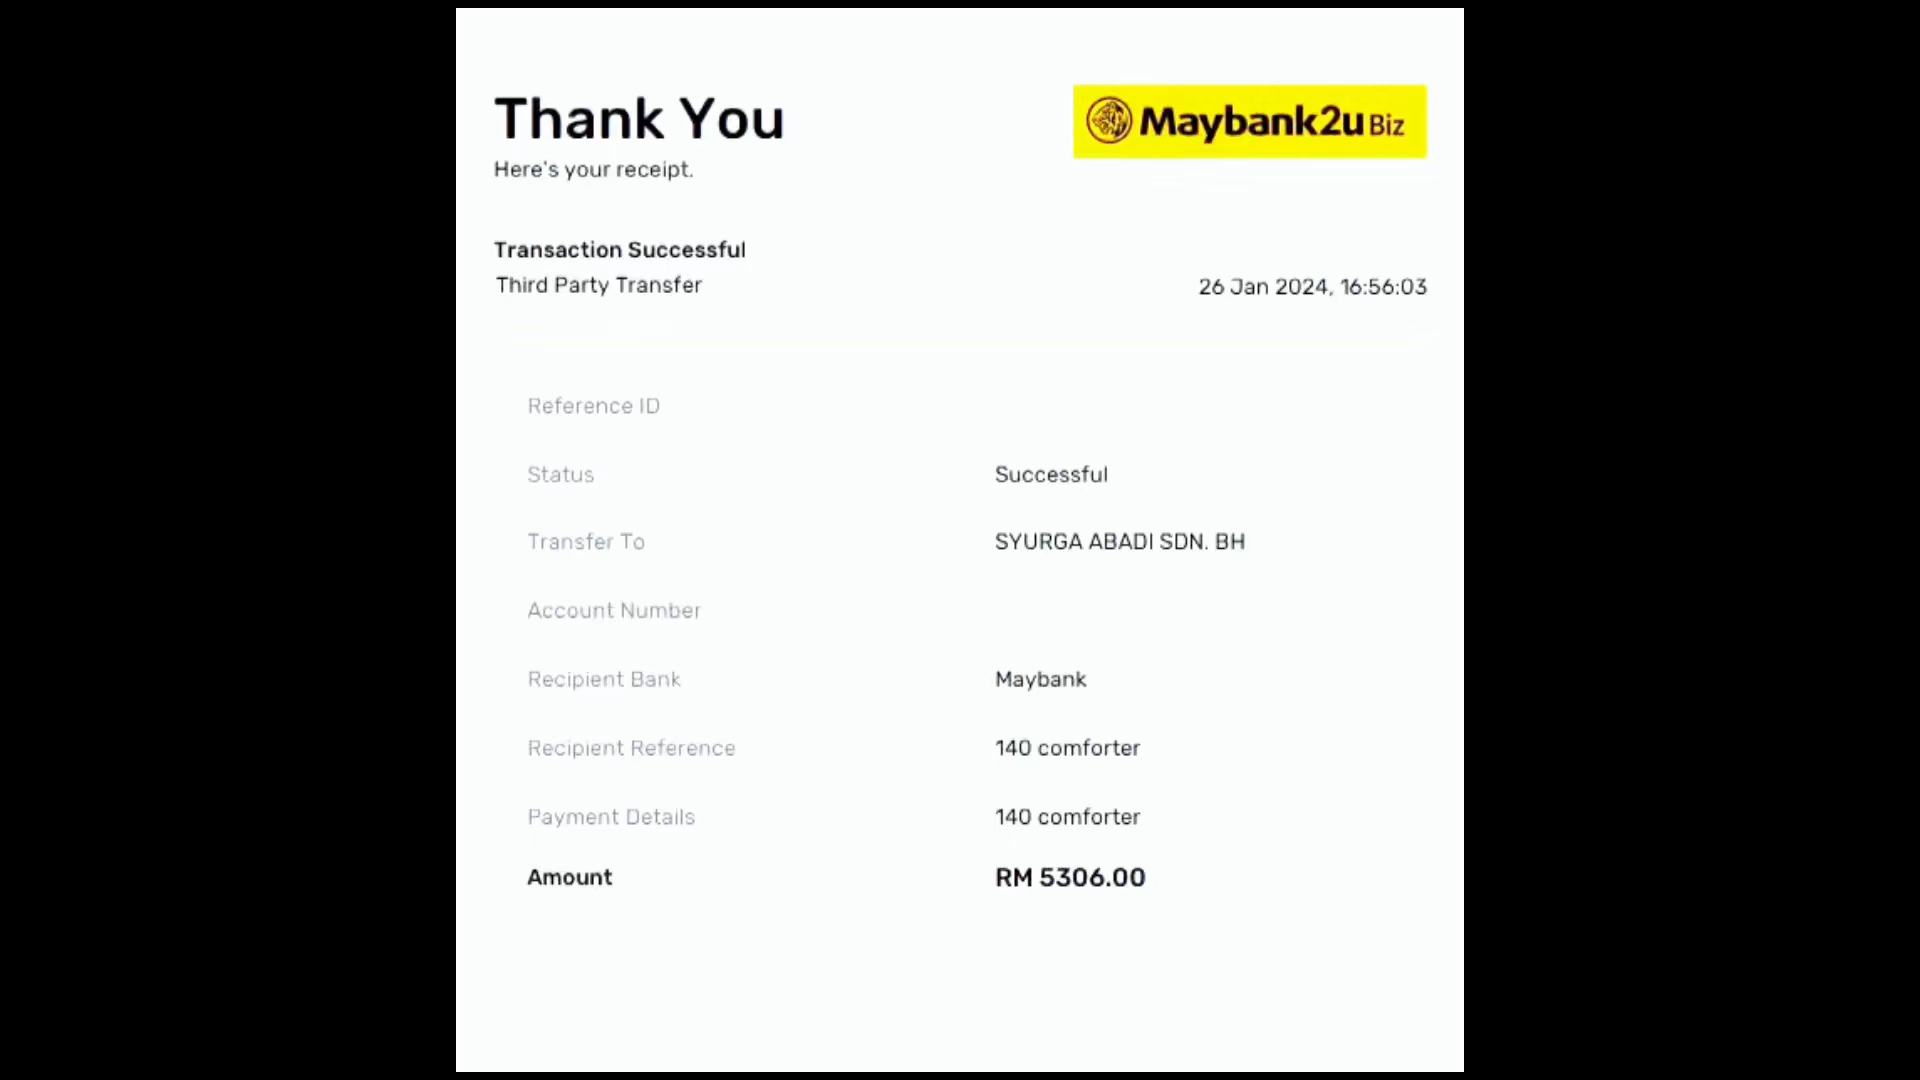 Thank You
Maybank2u Biz
Here's your receipt.
Transaction Successful
Third Party Transfer
26 Jan 2024, 16:56:03
Reference ID
Status Successful
Transfer To SYURGA ABADI SDN. BH
Account Number
Recipient Bank Maybank
Recipient Reference 140 comforter
Payment Details 140 comforter
Amount RM 5306.00